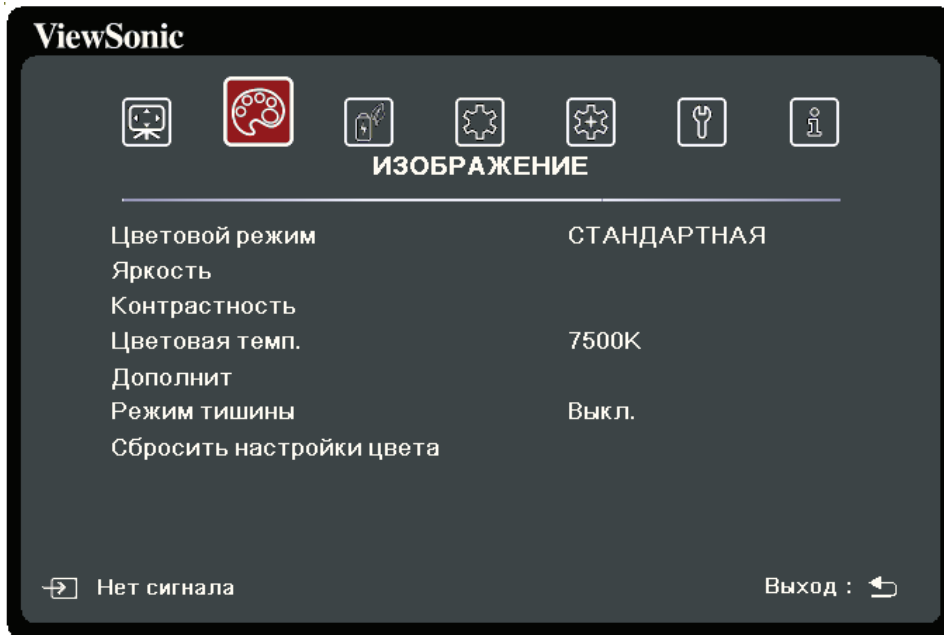 ViewSonic
ИЗОБРАЖЕНИЕ
Цветовой режим СТАНДАРТНАЯ
Яркость
Контрастность
Цветовая темп. 7500K
Дополнит
Режим тишины Выкл.
Сбросить настройки цвета
Нет сигнала Выход :